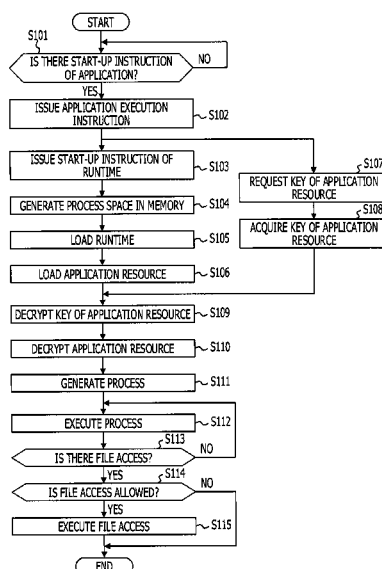 START
S101
IS THERE START-UP INSTRUCTION
OF APPLICATION?
NO
YES
ISSUE APPLICATION EXECUTION
INSTRUCTION
S102
ISSUE START-UP INSTRUCTION OF
RUNTIME
S103
S107
REQUEST KEY OF APPLICATION
RESOURCE
GENERATE PROCESS SPACE IN MEMORY
S104
S108
ACQUIRE KEY OF APPLICATION
RESOURCE
LOAD RUNTIME
S105
LOAD APPLICATION RESOURCE
S106
DECRYPT KEY OF APPLICATION RESOURCE
S109
DECRYPT APPLICATION RESOURCE
S110
GENERATE PROCESS
S111
EXECUTE PROCESS
S112
S113
IS THERE FILE ACCESS?
NO
YES
S114
IS FILE ACCESS ALLOWED?
NO
YES
EXECUTE FILE ACCESS
S115
END